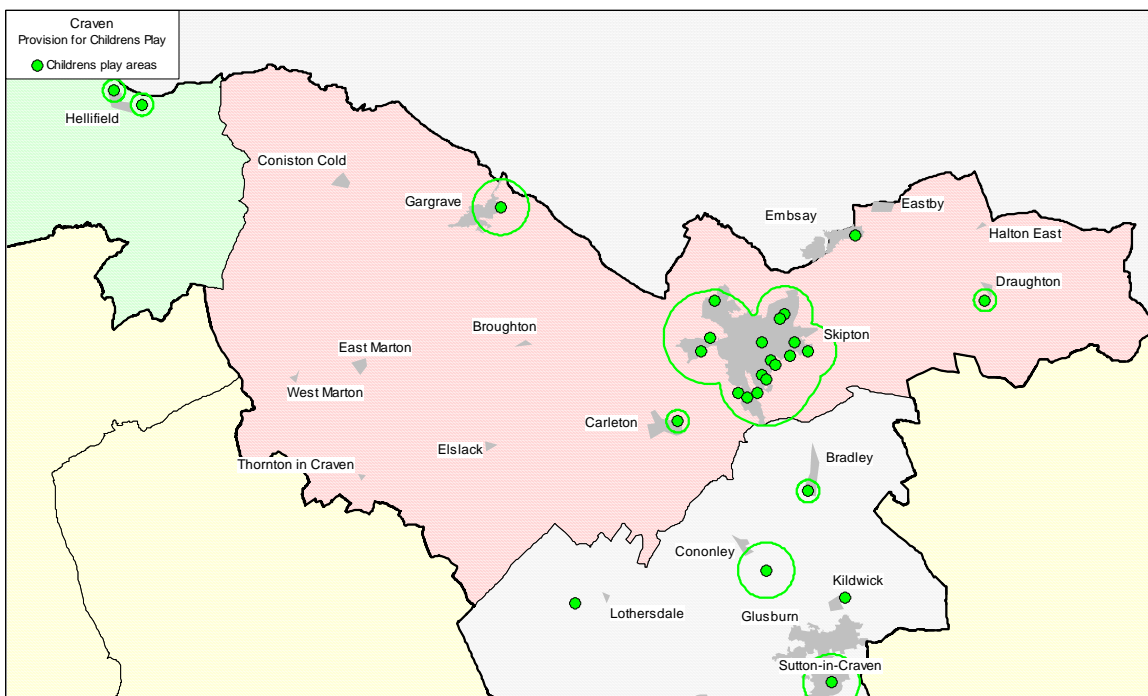 Craven
Provision for Childrens Play
Childrens play areas
Hellifield
Coniston Cold
Gargrave
Embsay
Eastby
Halton East
Draughton
Broughton
Skipton
East Marton
West Marton
Carleton
Elslack
Bradley
Thornton in Craven
Cononley
Kildwick
Lothersdale
Glusburn
Sutton-in-Craven